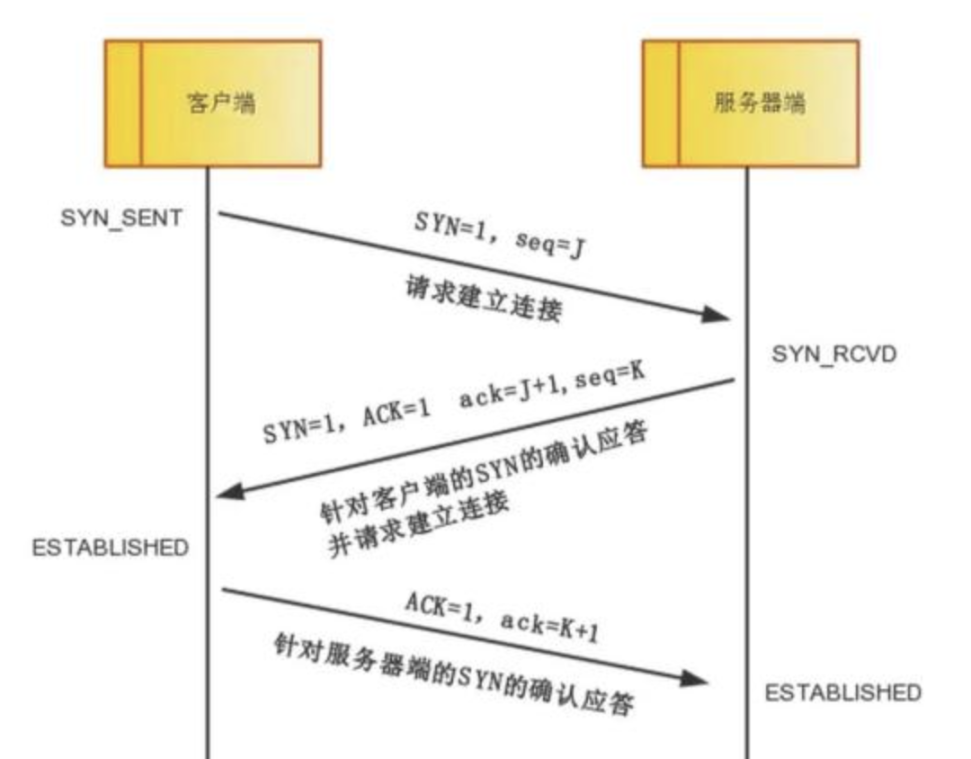 客户端
服务器端
SYN_SENT
SYN=1, seq=J
请求建立连接
SYN_RCVD
SYN=1, ACK=1 ack=J+1,seq=K
针对客户端的SYN的确认应答
并请求建立连接
ESTABLISHED
ACK=1, ack=K+1
针对服务器端的SYN的确认应答
ESTABLISHED